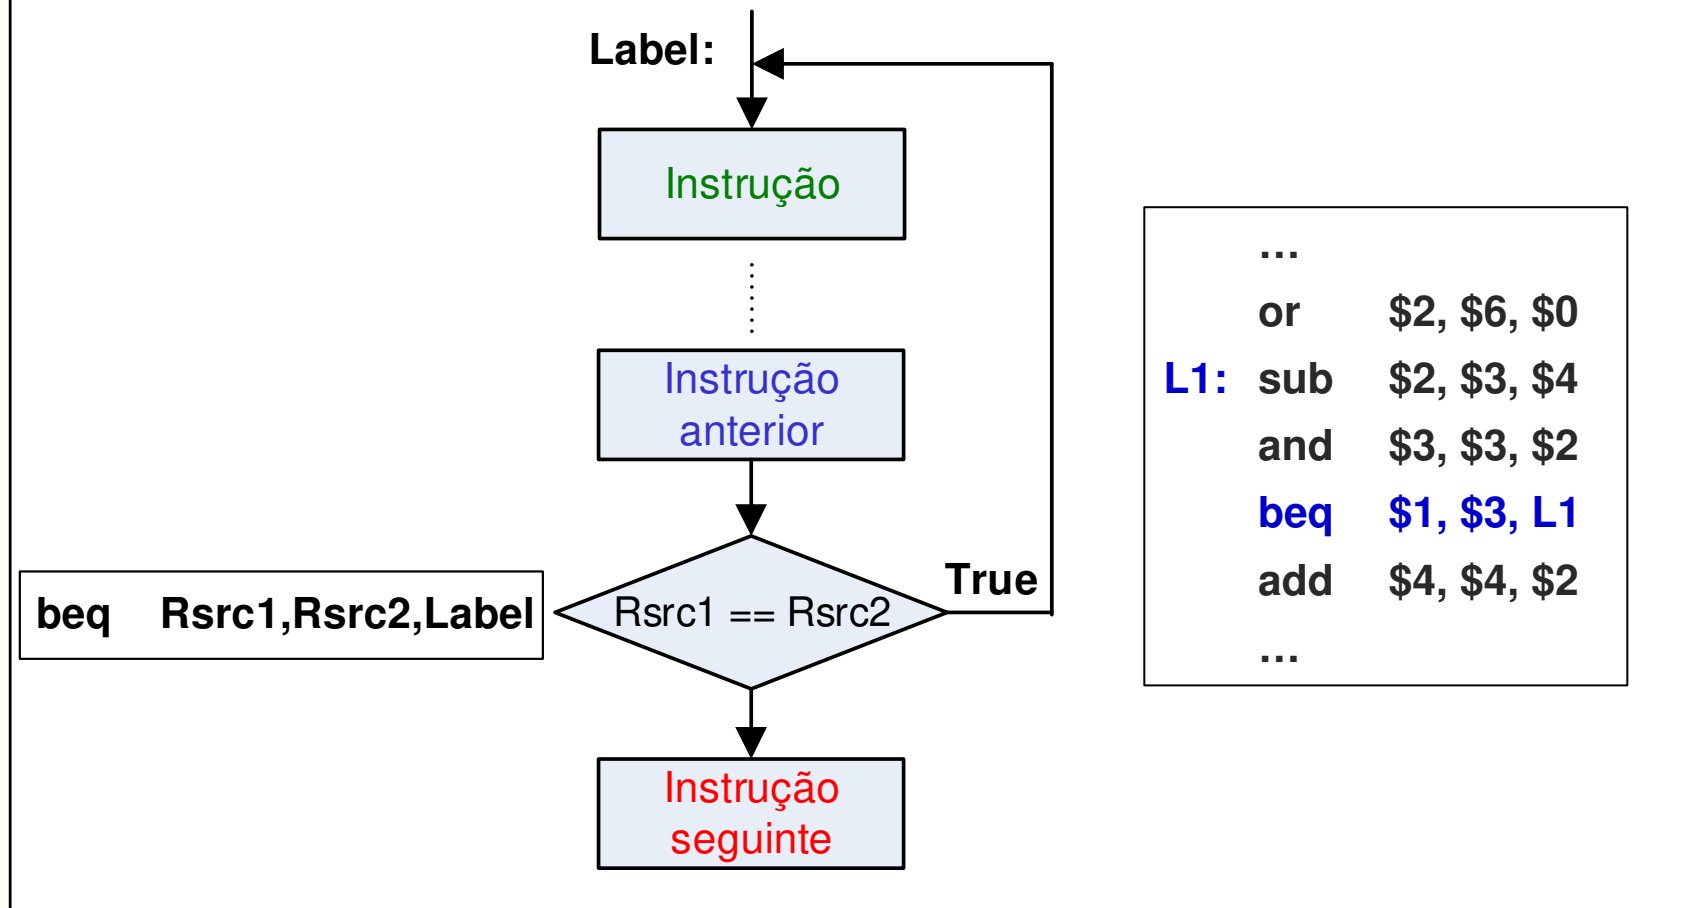 Label:
Instrução
Instrução
anterior
True
beq Rsrc1,Rsrc2,Label
Rsrc1 == Rsrc2
Instrução
seguinte
...
or $2, $6, $0
L1: sub $2, $3, $4
and $3, $3, $2
beq $1, $3, L1
add $4, $4, $2
...